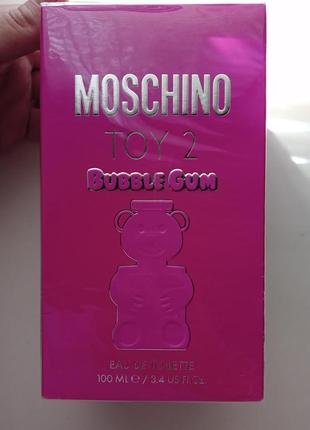 MOSCHINO
TOY 2
BUBBLE GUM
EAU DE TOILETTE
100 ML ℮ / 3.4 US Fl.Oz.